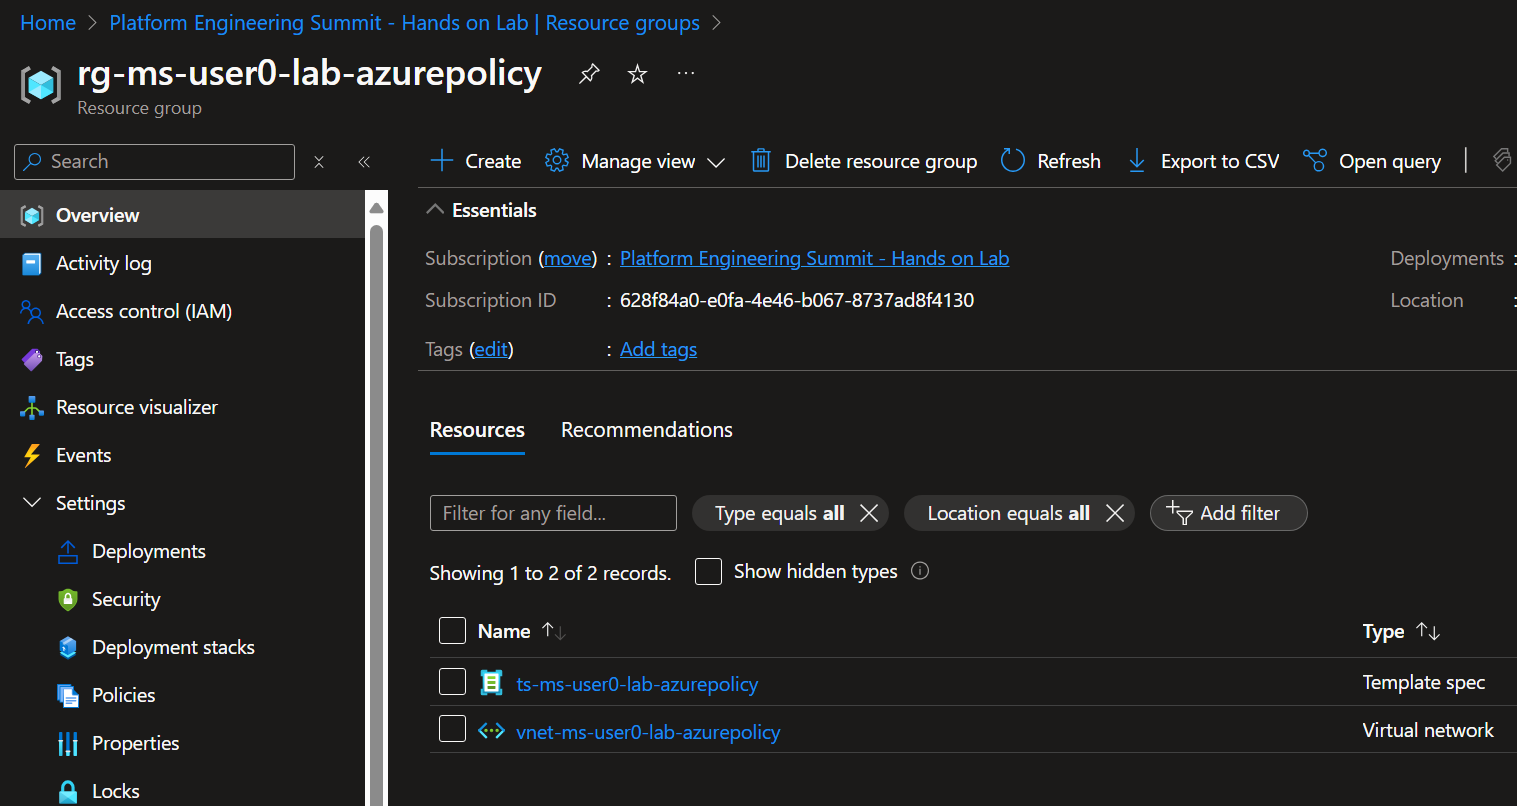 Home > Platform Engineering Summit - Hands on Lab | Resource groups >
rg-ms-user0-lab-azurepolicy
Resource group
Search
Overview
Activity log
Access control (IAM)
Tags
Resource visualizer
Events
Settings
Deployments
Security
Deployment stacks
Policies
Properties
Locks
Create Manage view Delete resource group Refresh Export to CSV Open query
Essentials
Subscription (move) : Platform Engineering Summit - Hands on Lab
Deployments :
Subscription ID : 628f84a0-e0fa-4e46-b067-8737ad8f4130
Location :
Tags (edit) : Add tags
Resources Recommendations
Filter for any field... Type equals all Location equals all Add filter
Showing 1 to 2 of 2 records. Show hidden types
Name Type
ts-ms-user0-lab-azurepolicy Template spec
vnet-ms-user0-lab-azurepolicy Virtual network